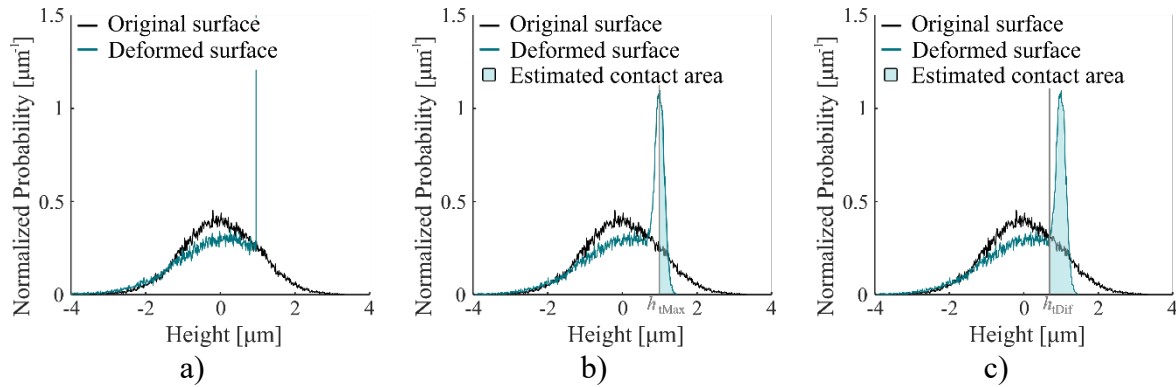 1.5
Original surface
Deformed surface
1
0.5
0
-4 -2 0 2 4
Normalized Probability [µm⁻¹]
Height [µm]
a)
1.5
Original surface
Deformed surface
Estimated contact area
1
0.5
0
-4 -2 0 2 4
h tMax
Normalized Probability [µm⁻¹]
Height [µm]
b)
1.5
Original surface
Deformed surface
Estimated contact area
1
0.5
0
-4 -2 0 2 4
h tDif
Normalized Probability [µm⁻¹]
Height [µm]
c)